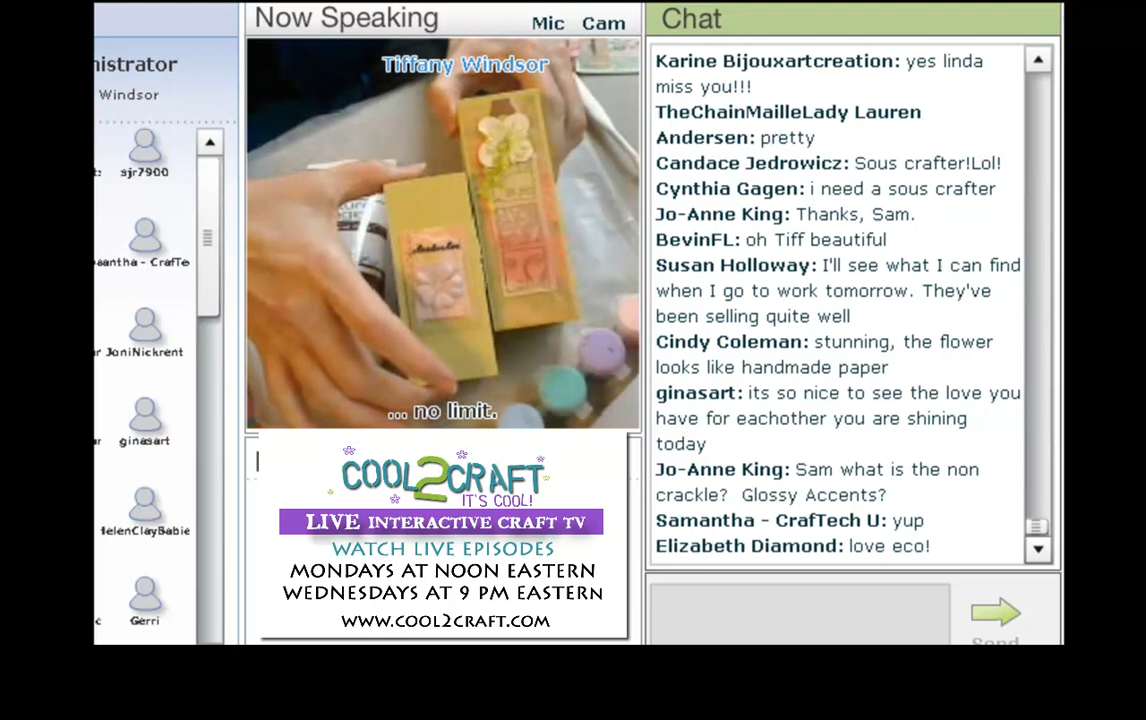 nistrator
Windsor
sjr7900
JoniNickrent
ginasart
Gerri
Now Speaking
Mic Cam
Tiffany Windsor
... no limit.
COOL2CRAFT
IT'S COOL!
LIVE INTERACTIVE CRAFT TV
WATCH LIVE EPISODES
MONDAYS AT NOON EASTERN
WEDNESDAYS AT 9 PM EASTERN
WWW.COOL2CRAFT.COM
Chat
Karine Bijouxartcreation: yes linda
miss you!!!
TheChainMailleLady Lauren
Andersen: pretty
Candace Jedrowicz: Sous crafter!Lol!
Cynthia Gagen: i need a sous crafter
Jo-Anne King: Thanks, Sam.
BevinFL: oh Tiff beautiful
Susan Holloway: I'll see what I can find
when I go to work tomorrow. They've
been selling quite well
Cindy Coleman: stunning, the flower
looks like handmade paper
ginasart: its so nice to see the love you
have for eachother you are shining
today
Jo-Anne King: Sam what is the non
crackle? Glossy Accents?
Samantha - CrafTech U: yup
Elizabeth Diamond: love eco!
Send